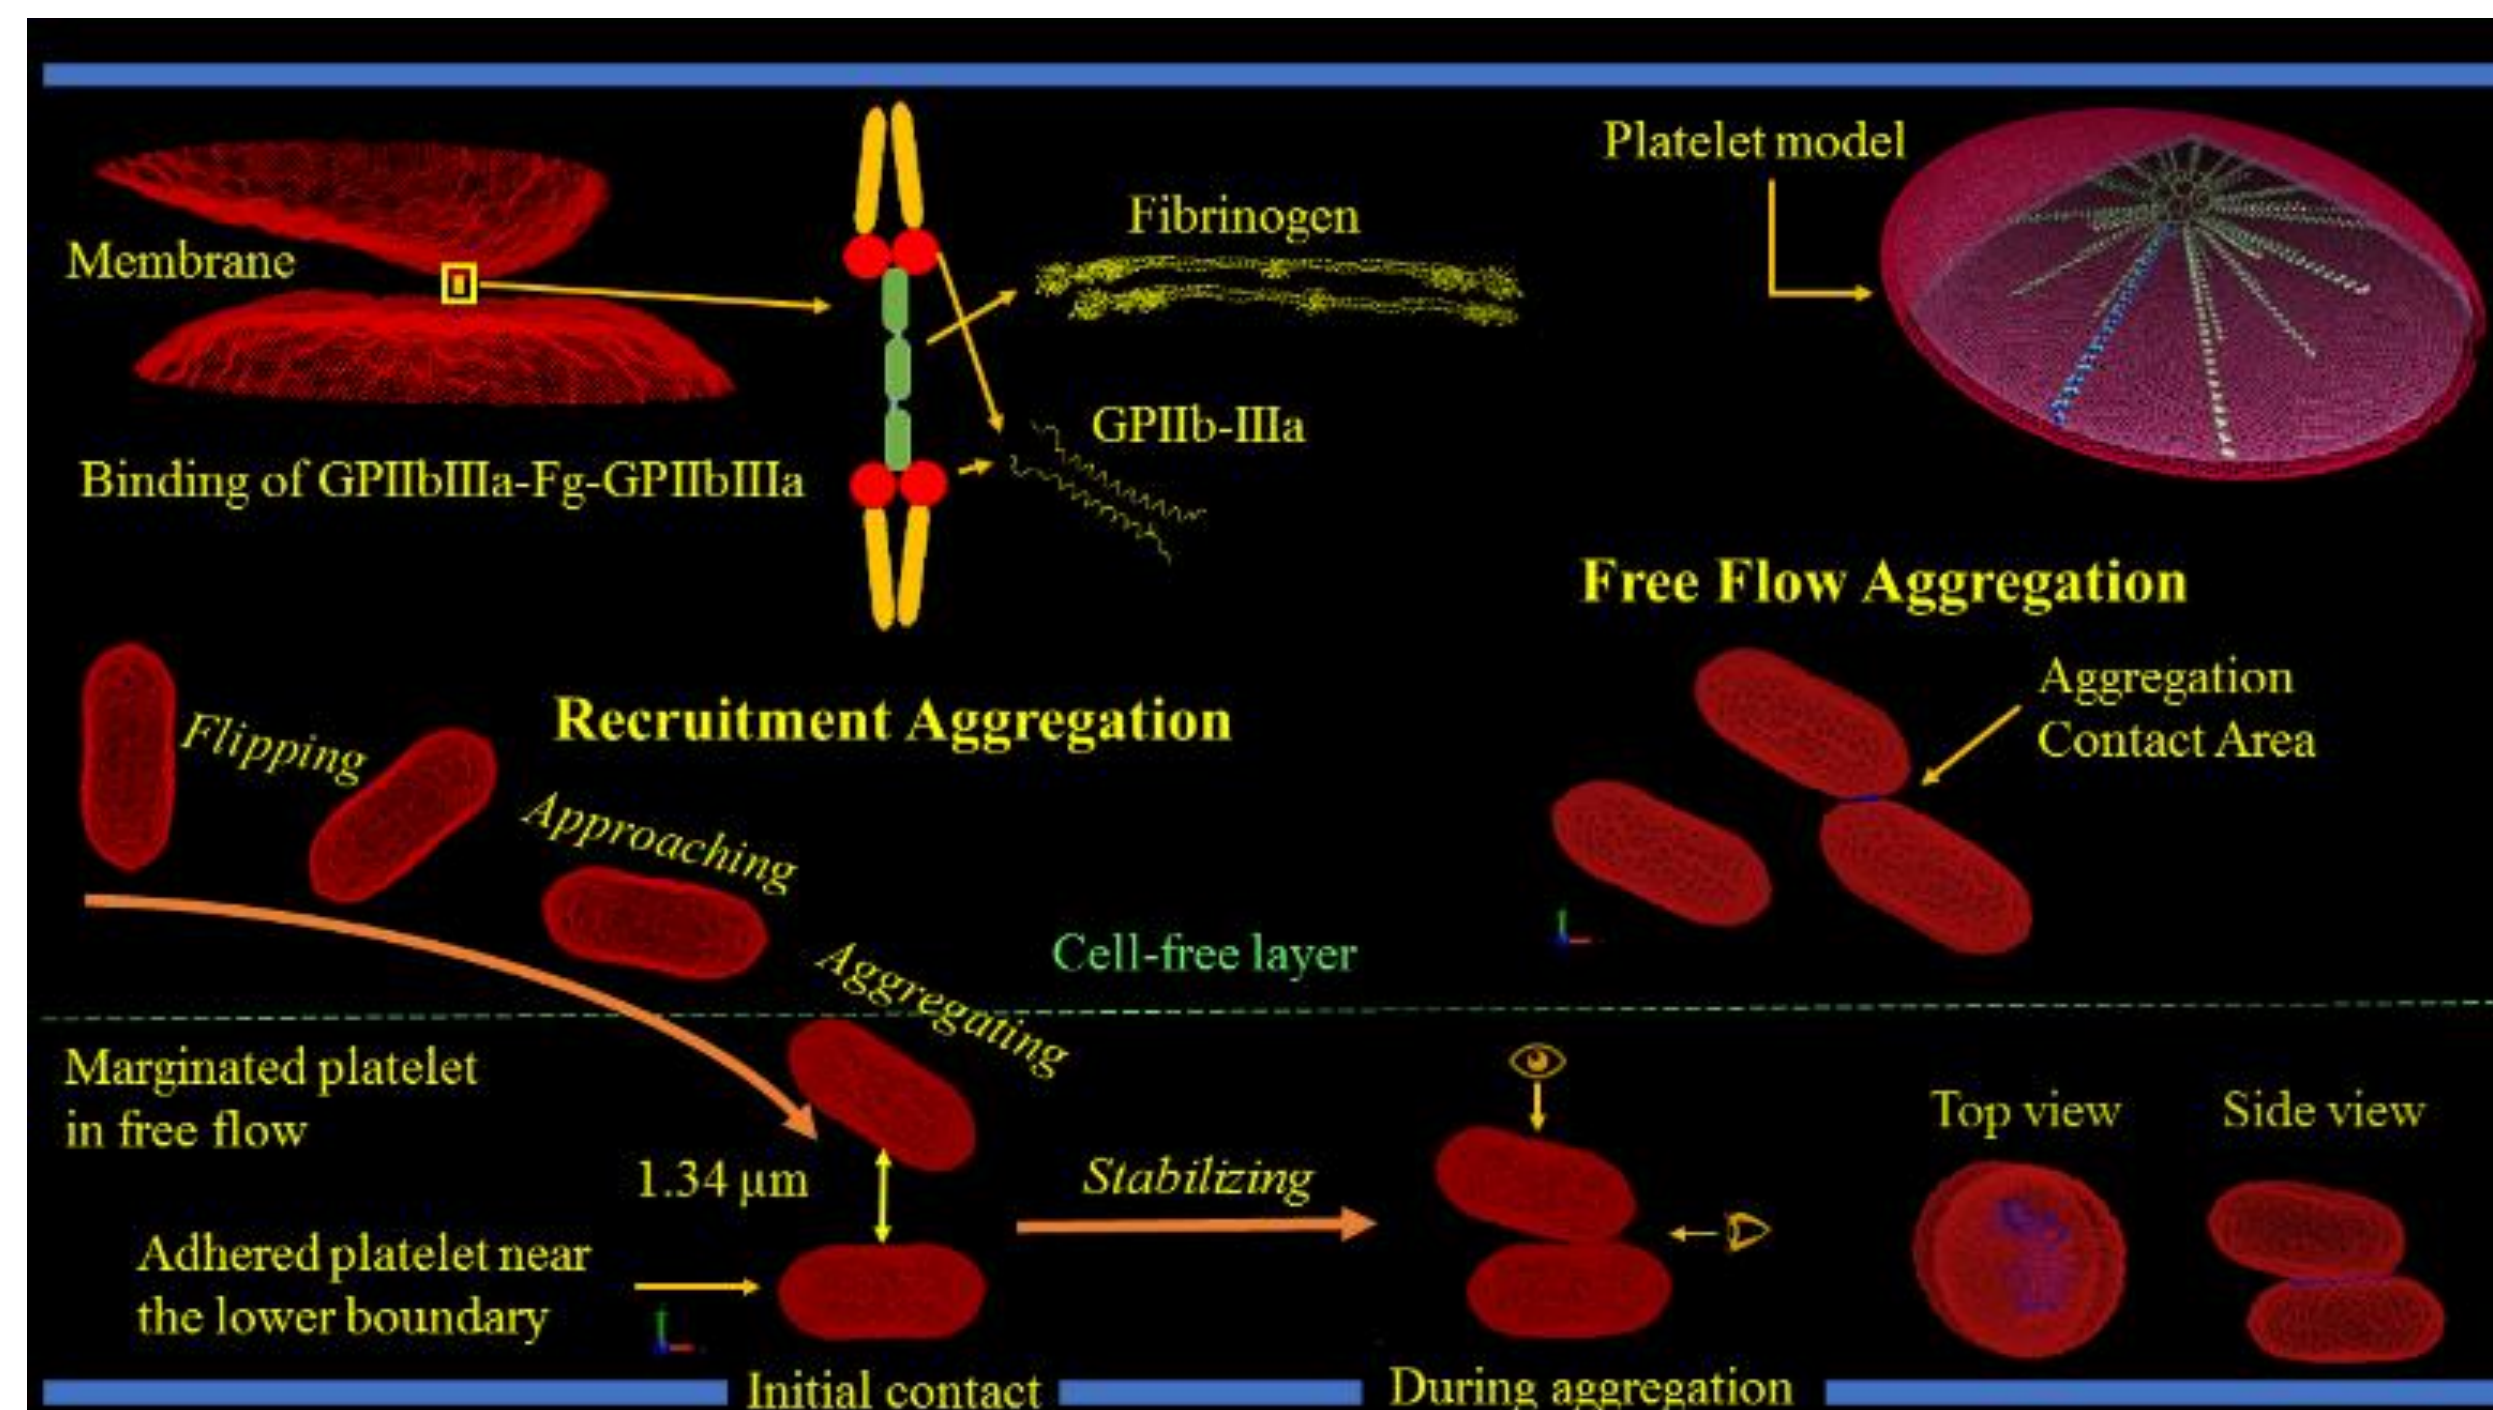 Platelet model
Fibrinogen
Membrane
GPIIb-IIIa
Binding of GPIIbIIIa-Fg-GPIIbIIIa
Free Flow Aggregation
Aggregation
Contact Area
Recruitment Aggregation
Flipping
Approaching
Aggregating
Cell-free layer
Marginated platelet
in free flow
1.34 μm
Stabilizing
Top view
Side view
Adhered platelet near
the lower boundary
Initial contact
During aggregation